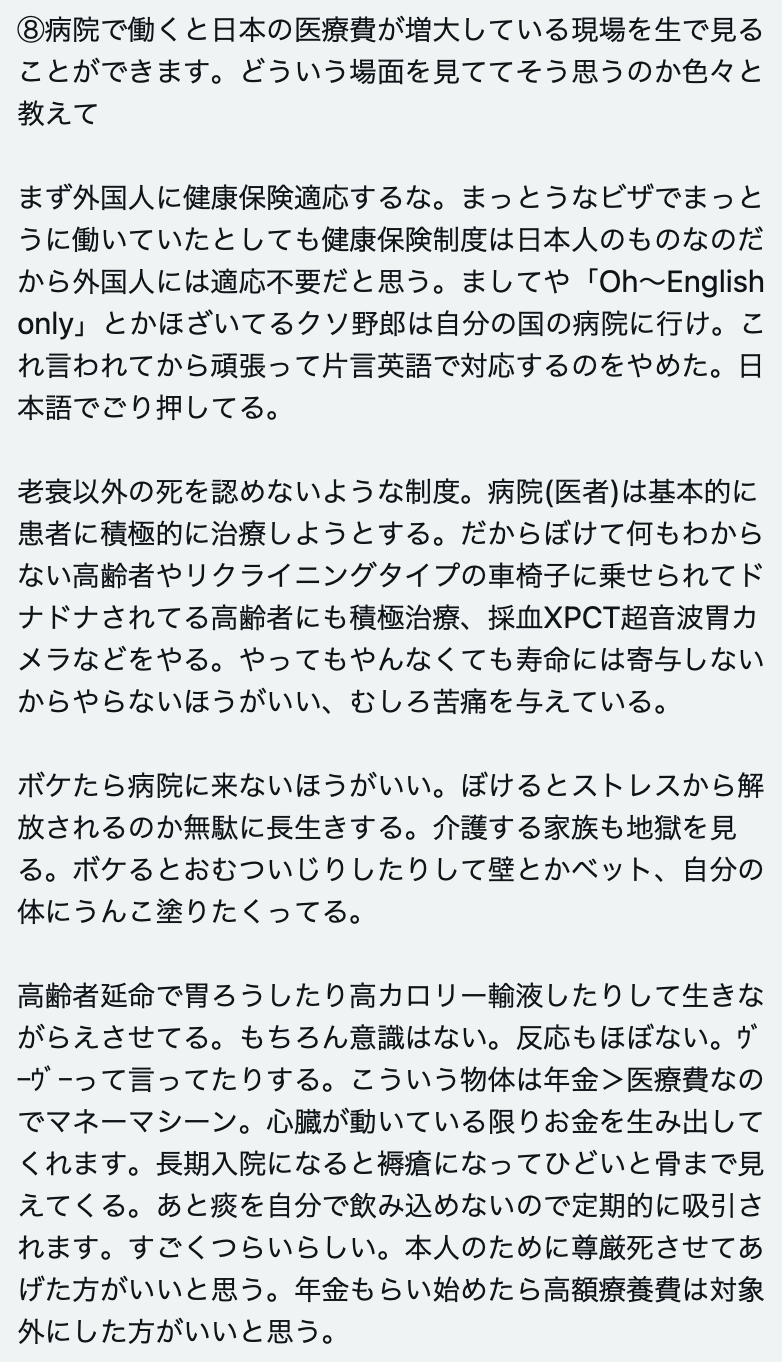 ⑧病院で働くと日本の医療費が増大している現場を生で見る
ことができます。どういう場面を見ててそう思うのか色々と
教えて
まず外国人に健康保険適応するな。まっとうなビザでまっと
うに働いていたとしても健康保険制度は日本人のものなのだ
から外国人には適応不要だと思う。ましてや「Oh〜English
only」とかほざいてるクソ野郎は自分の国の病院に行け。こ
れ言われてから頑張って片言英語で対応するのをやめた。日
本語でごり押してる。
老衰以外の死を認めないような制度。病院(医者)は基本的に
患者に積極的に治療しようとする。だからぼけて何もわから
ない高齢者やリクライニングタイプの車椅子に乗せられてド
ナドナされてる高齢者にも積極治療、採血XPCT超音波胃カ
メラなどをやる。やってもやんなくても寿命には寄与しない
からやらないほうがいい、むしろ苦痛を与えている。
ボケたら病院に来ないほうがいい。ぼけるとストレスから解
放されるのか無駄に長生きする。介護する家族も地獄を見
る。ボケるとおむついじりしたりして壁とかベット、自分の
体にうんこ塗りたくってる。
高齢者延命で胃ろうしたり高カロリー輸液したりして生きな
がらえさせてる。もちろん意識はない。反応もほぼない。ｳﾞ
ｰｳﾞｰって言ってたりする。こういう物体は年金＞医療費なの
でマネーマシーン。心臓が動いている限りお金を生み出して
くれます。長期入院になると褥瘡になってひどいと骨まで見
えてくる。あと痰を自分で飲み込めないので定期的に吸引さ
れます。すごくつらいらしい。本人のために尊厳死させてあ
げた方がいいと思う。年金もらい始めたら高額療養費は対象
外にした方がいいと思う。